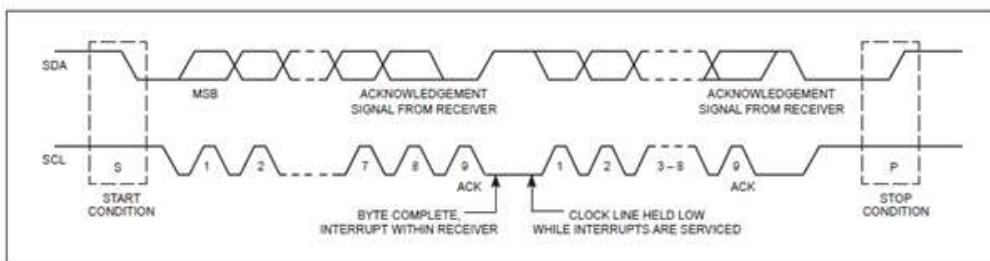 SDA
MSB
ACKNOWLEDGEMENT
SIGNAL FROM RECEIVER
ACKNOWLEDGEMENT
SIGNAL FROM RECEIVER
SCL
S
1
2
7
8
9
1
2
3 – 8
9
P
ACK
ACK
START
CONDITION
BYTE COMPLETE,
INTERRUPT WITHIN RECEIVER
CLOCK LINE HELD LOW
WHILE INTERRUPTS ARE SERVICED
STOP
CONDITION